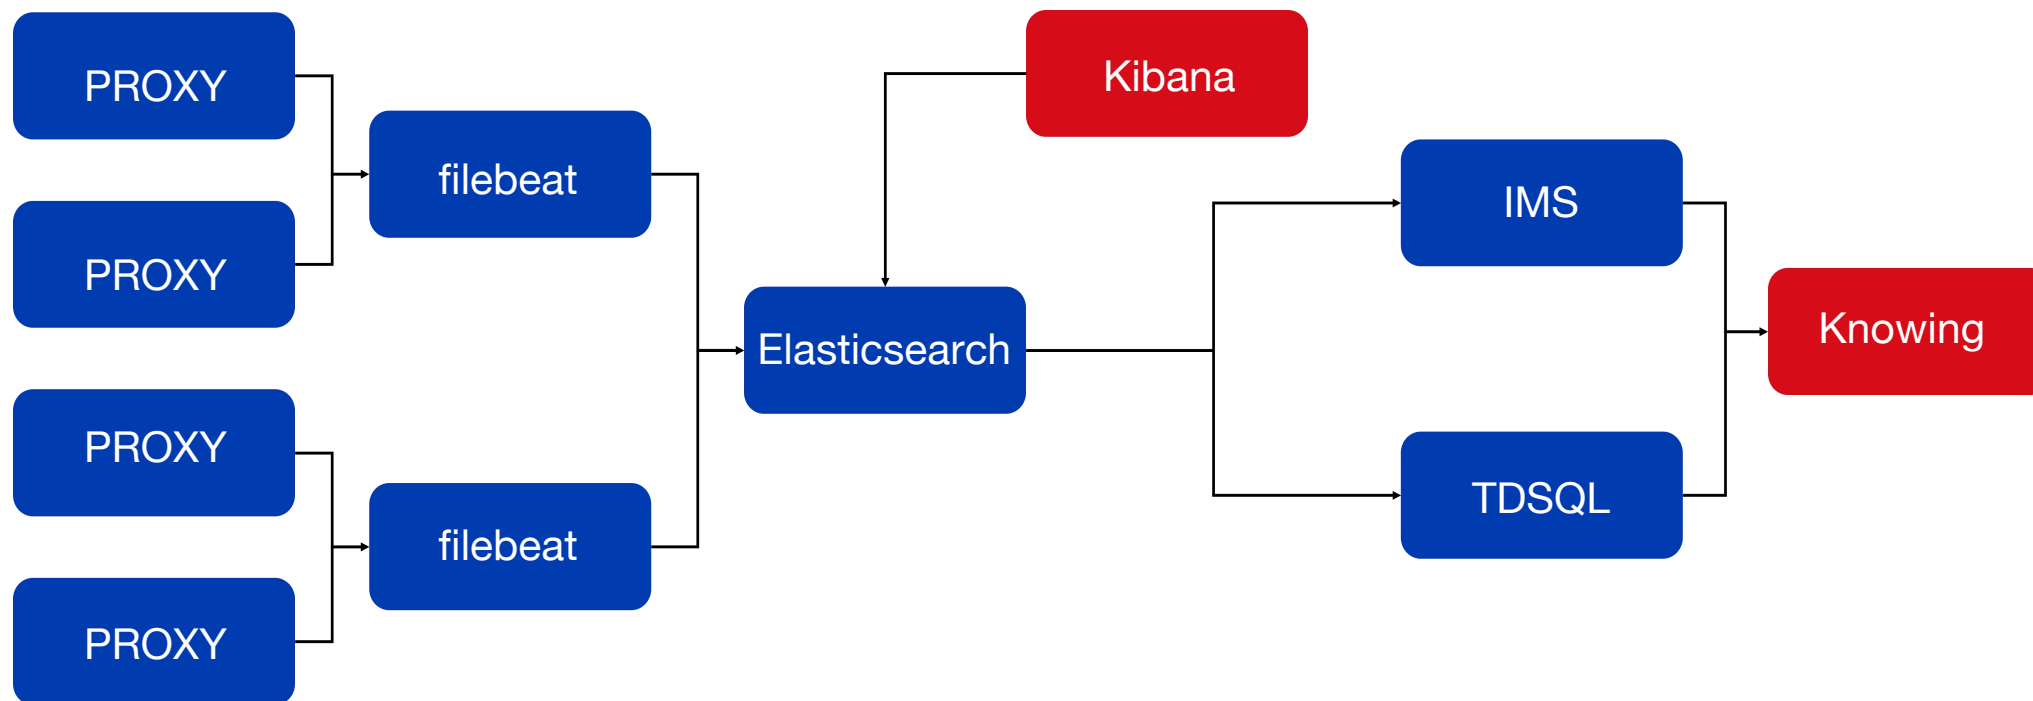 PROXY
PROXY
PROXY
PROXY
filebeat
filebeat
Elasticsearch
Kibana
IMS
TDSQL
Knowing